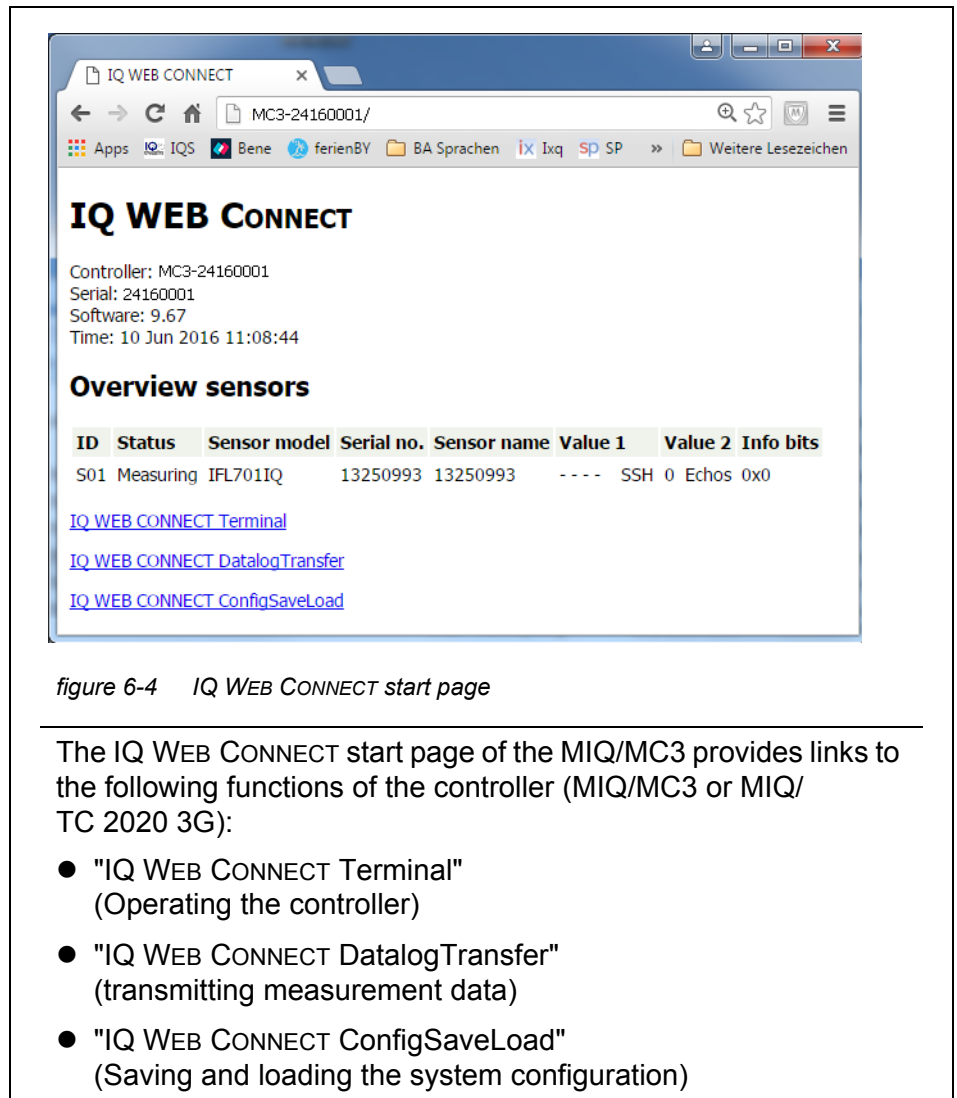 IQ WEB CONNECT
MC3-24160001/
Apps IQS Bene ferienBY BA Sprachen ix Ixq SP SP » Weitere Lesezeichen
IQ WEB CONNECT
Controller: MC3-24160001
Serial: 24160001
Software: 9.67
Time: 10 Jun 2016 11:08:44
Overview sensors
ID Status Sensor model Serial no. Sensor name Value 1 Value 2 Info bits
S01 Measuring IFL701IQ 13250993 13250993 - - - - SSH 0 Echos 0x0
IQ WEB CONNECT Terminal
IQ WEB CONNECT DatalogTransfer
IQ WEB CONNECT ConfigSaveLoad
figure 6-4 IQ WEB CONNECT start page
The IQ WEB CONNECT start page of the MIQ/MC3 provides links to
the following functions of the controller (MIQ/MC3 or MIQ/
TC 2020 3G):
● "IQ WEB CONNECT Terminal"
(Operating the controller)
● "IQ WEB CONNECT DatalogTransfer"
(transmitting measurement data)
● "IQ WEB CONNECT ConfigSaveLoad"
(Saving and loading the system configuration)